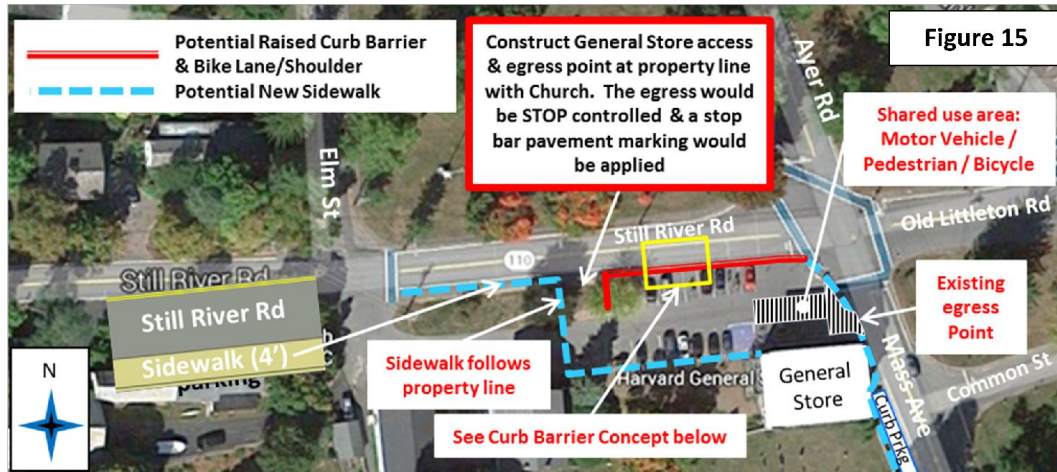 Figure 15
Potential Raised Curb Barrier
& Bike Lane/Shoulder
Potential New Sidewalk
Construct General Store access
& egress point at property line
with Church. The egress would
be STOP controlled & a stop
bar pavement marking would
be applied
Ayer Rd
Shared use area:
Motor Vehicle /
Pedestrian / Bicycle
Elm St
Still River Rd
Old Littleton Rd
110
Still River Rd
Still River Rd
Sidewalk (4')
parking
Existing
egress
Point
N
Sidewalk follows
property line
Harvard General
General
Store
Mass Ave
Common St
See Curb Barrier Concept below
Curb Prkg